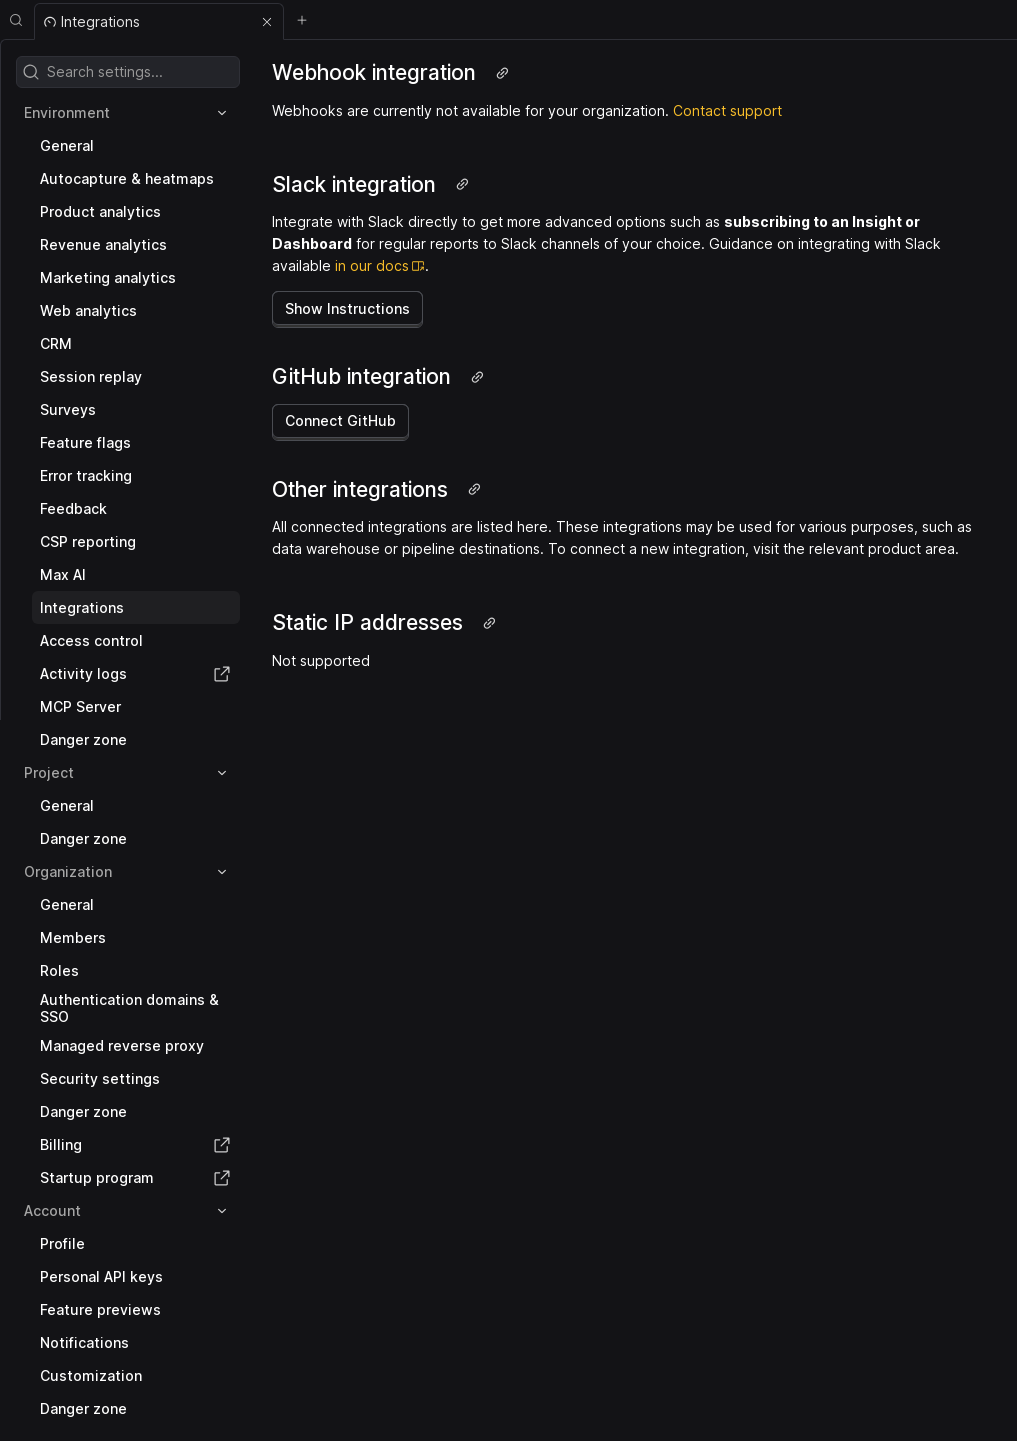 Integrations
Search settings...
Environment
General
Autocapture & heatmaps
Product analytics
Revenue analytics
Marketing analytics
Web analytics
CRM
Session replay
Surveys
Feature flags
Error tracking
Feedback
CSP reporting
Max AI
Integrations
Access control
Activity logs
MCP Server
Danger zone
Project
General
Danger zone
Organization
General
Members
Roles
Authentication domains &
SSO
Managed reverse proxy
Security settings
Danger zone
Billing
Startup program
Account
Profile
Personal API keys
Feature previews
Notifications
Customization
Danger zone
Webhook integration
Webhooks are currently not available for your organization. Contact support
Slack integration
Integrate with Slack directly to get more advanced options such as subscribing to an Insight or
Dashboard for regular reports to Slack channels of your choice. Guidance on integrating with Slack
available in our docs.
Show Instructions
GitHub integration
Connect GitHub
Other integrations
All connected integrations are listed here. These integrations may be used for various purposes, such as
data warehouse or pipeline destinations. To connect a new integration, visit the relevant product area.
Static IP addresses
Not supported